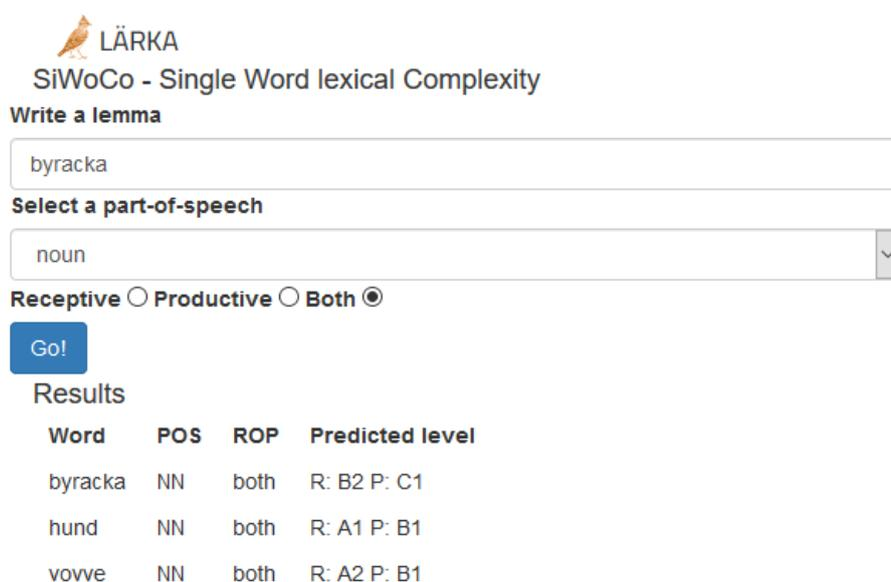 LÄRKA
SiWoCo - Single Word lexical Complexity
Write a lemma
byracka
Select a part-of-speech
noun
Receptive Productive Both
Go!
Results
Word POS ROP Predicted level
byracka NN both R: B2 P: C1
hund NN both R: A1 P: B1
vovve NN both R: A2 P: B1